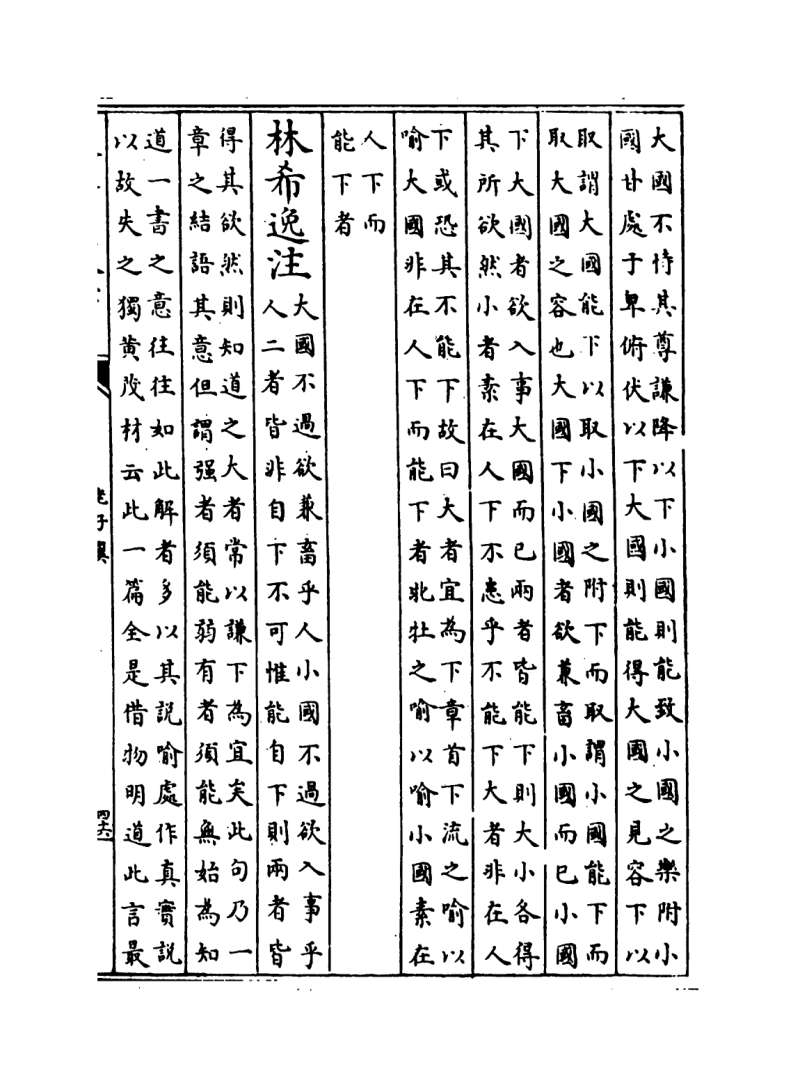 大國不恃其尊謙降以下小國則能致小國之樂附小
國甘處于卑俯伏以下大國則能得大國之見容下以
取謂大國能下以取小國之附下而取謂小國能下而
取大國之容也大國下小國者欲兼畜小國而已小國
下大國者欲入事大國而已兩者皆能下則大小各得
其所欲然小者素在人下不患乎不能下大者非在人
下或恐其不能下故曰大者宜為下章首下流之喻以
喻大國非在人下而能下者牝牡之喻以喻小國素在
人下而
能下者
林希逸注
大國不過欲兼畜乎人小國不過欲入事乎
人二者皆非自下不可惟能自下則兩者皆
得其欲然則知道之大者常以謙下為宜矣此句乃一
章之結語其意但謂强者須能弱有者須能無始為知
道一書之意往往如此解者多以其說喻處作真實説
以故失之獨黄茂材云此一篇全是借物明道此言最
老子翼
四十六